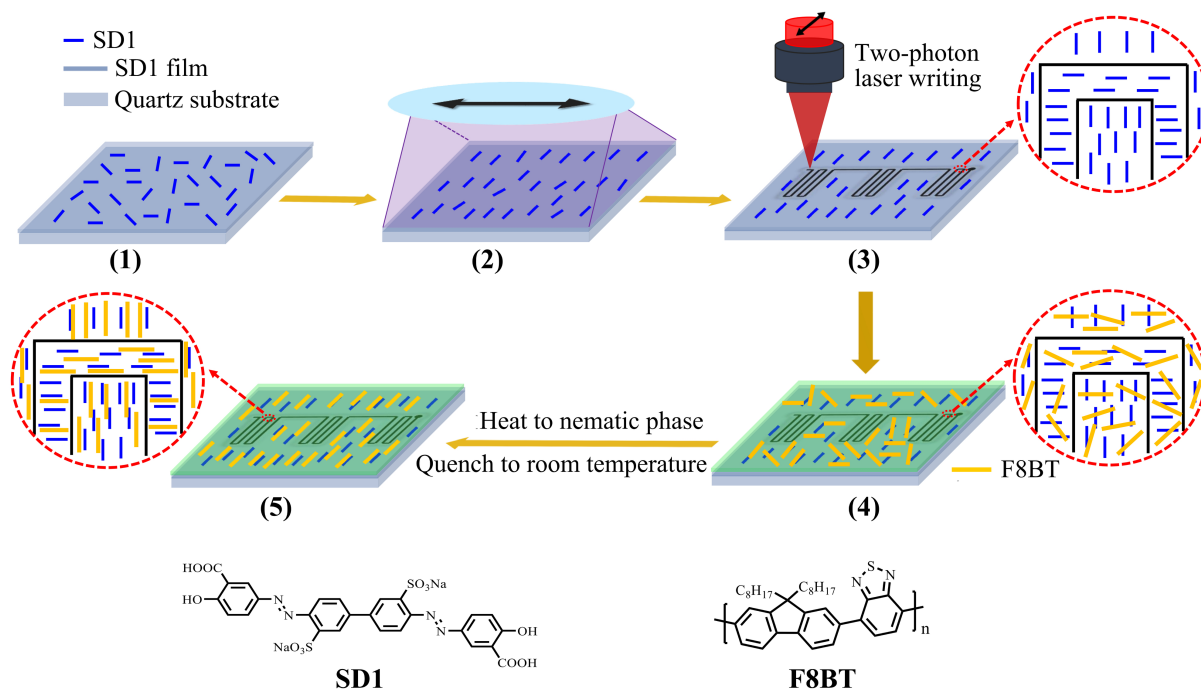 SD1
SD1 film
Quartz substrate
Two-photon
laser writing
(1)
(2)
(3)
Heat to nematic phase
Quench to room temperature
F8BT
(5)
(4)
HOOC
HO
N
N
SO₃Na
NaO₃S
N
N
OH
COOH
SD1
C₈H₁₇
C₈H₁₇
N
S
N
n
F8BT